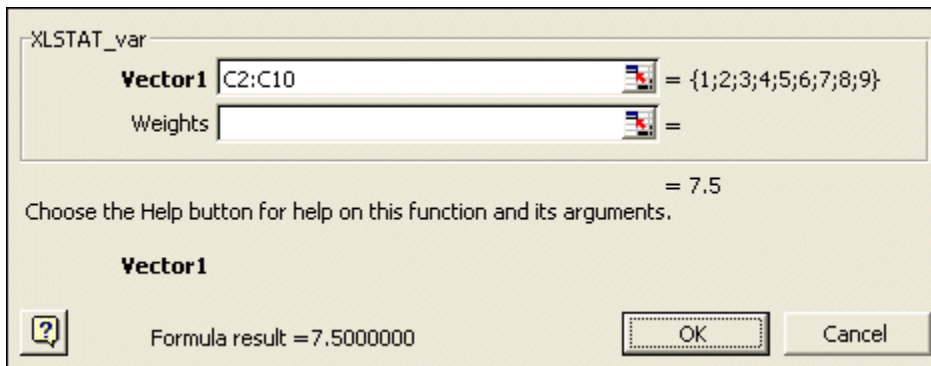 XLSTAT_var
Vector1 C2:C10 = {1;2;3;4;5;6;7;8;9}
Weights =
= 7.5
Choose the Help button for help on this function and its arguments.
Vector1
Formula result =7.5000000
OK
Cancel